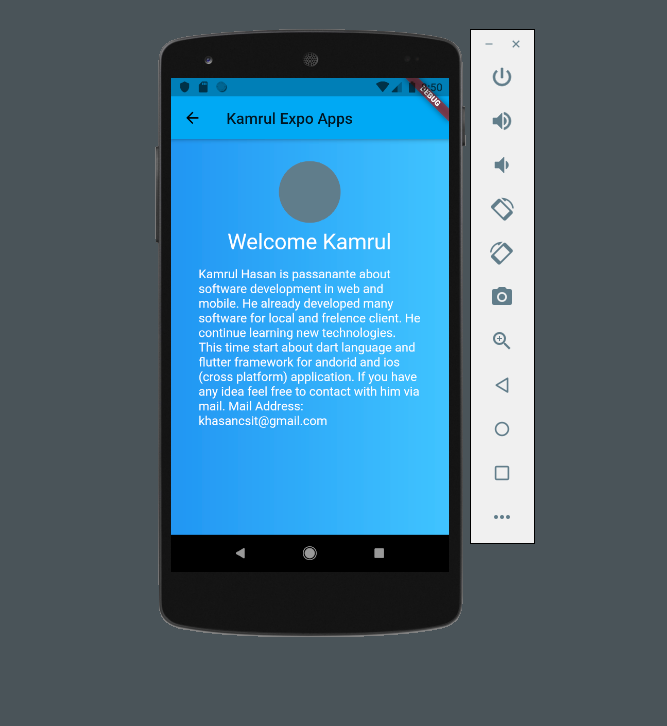 :50
DEBUG
Kamrul Expo Apps
Welcome Kamrul
Kamrul Hasan is passanante about
software development in web and
mobile. He already developed many
software for local and frelence client. He
continue learning new technologies.
This time start about dart language and
flutter framework for andorid and ios
(cross platform) application. If you have
any idea feel free to contact with him via
mail. Mail Address:
khasancsit@gmail.com